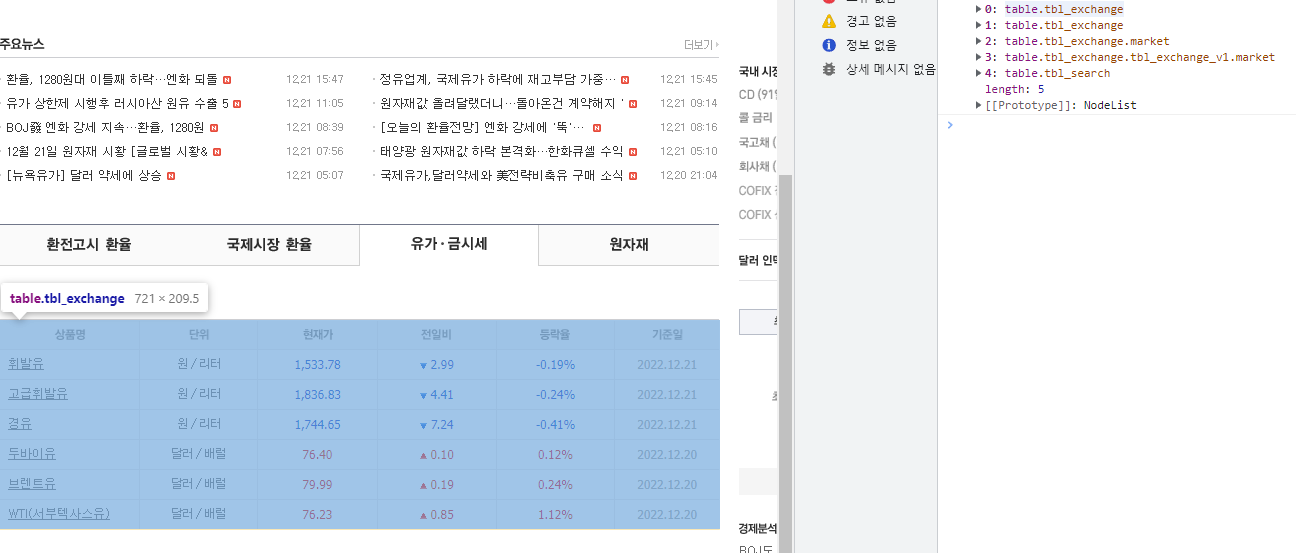 주요뉴스
더보기
환율, 1280원대 이틀째 하락…엔화 되돌 N 12.21 15:47
유가 상한제 시행후 러시아산 원유 수출 5 N 12.21 11:05
BOJ發 엔화 강세 지속…환율, 1280원 N 12.21 08:39
12월 21일 원자재 시황 [글로벌 시황& N 12.21 07:56
[뉴욕유가] 달러 약세에 상승 N 12.21 05:07
정유업계, 국제유가 하락에 재고부담 가중… N 12.21 15:45
원자재값 올려달랬더니…돌아온건 계약해지 ' N 12.21 09:14
[오늘의 환율전망] 엔화 강세에 '뚝'… N 12.21 08:16
태양광 원자재값 하락 본격화…한화큐셀 수익 N 12.21 05:10
국제유가,달러약세와 美전략비축유 구매 소식 N 12.20 21:04
환전고시 환율 국제시장 환율 유가·금시세 원자재
table.tbl_exchange 721 × 209.5
상품명 단위 현재가 전일비 등락율 기준일
휘발유 원/리터 1,533.78 ▼ 2.99 -0.19% 2022.12.21
고급휘발유 원/리터 1,836.83 ▼ 4.41 -0.24% 2022.12.21
경유 원/리터 1,744.65 ▼ 7.24 -0.41% 2022.12.21
두바이유 달러/배럴 76.40 ▲ 0.10 0.12% 2022.12.20
브렌트유 달러/배럴 79.99 ▲ 0.19 0.24% 2022.12.20
WTI(서부텍사스유) 달러/배럴 76.23 ▲ 0.85 1.12% 2022.12.20
국내 시장
CD (91일
콜 금리
국고채 (
회사채 (
COFIX
COFIX
달러 인덱
경제분석
BOJ도
경고 없음
정보 없음
상세 메시지 없음
0: table.tbl_exchange
1: table.tbl_exchange
2: table.tbl_exchange.market
3: table.tbl_exchange.tbl_exchange_v1.market
4: table.tbl_search
length: 5
[[Prototype]]: NodeList